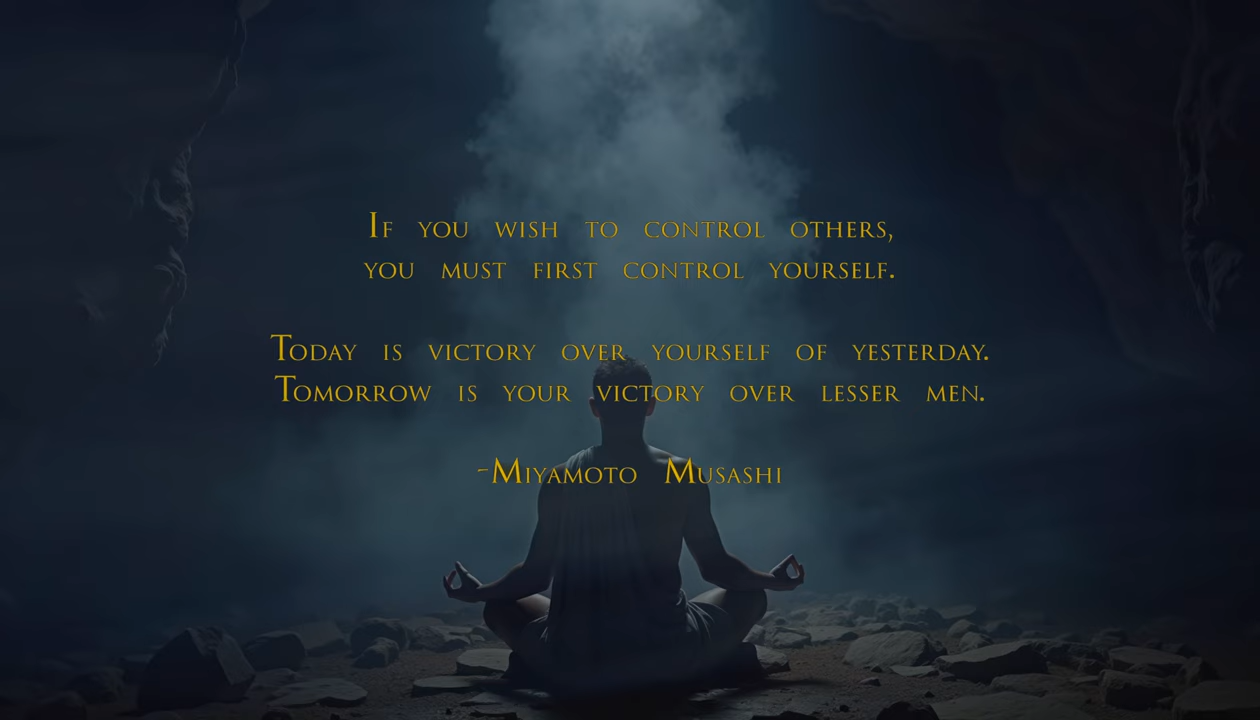 If you wish to control others,
you must first control yourself.
Today is victory over yourself of yesterday.
Tomorrow is your victory over lesser men.
-Miyamoto Musashi